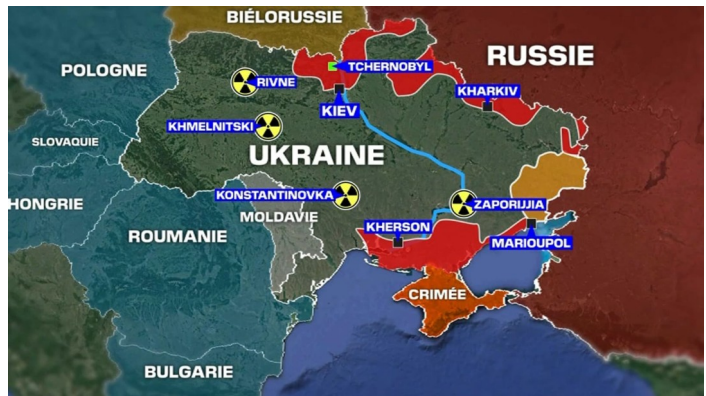 BIÉLORUSSIE
RUSSIE
POLOGNE
TCHERNOBYL
RIVNE
KHARKIV
KIEV
KHMELNITSKI
SLOVAQUIE
UKRAINE
KONSTANTINOVKA
HONGRIE
ZAPORIJJIA
MOLDAVIE
KHERSON
ROUMANIE
MARIOUPOL
CRIMÉE
BULGARIE